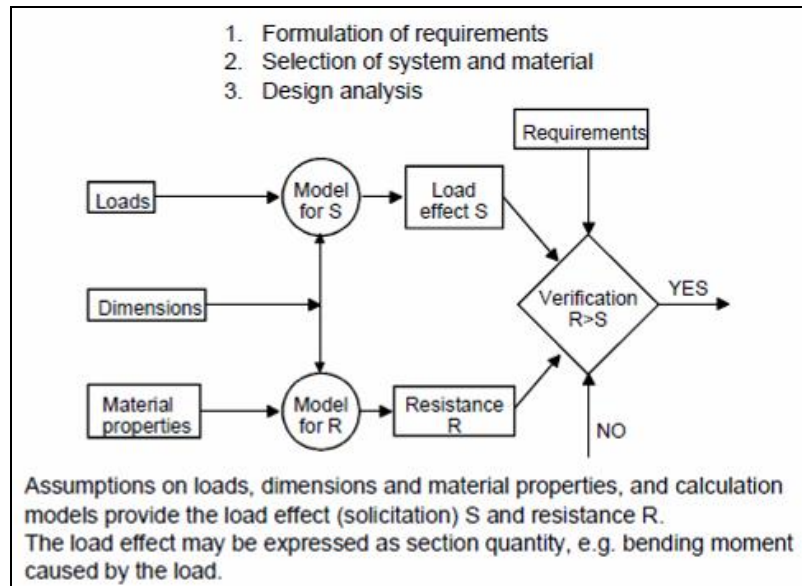 1. Formulation of requirements
2. Selection of system and material
3. Design analysis
Requirements
Loads
Model
for S
Load
effect S
Dimensions
Verification
R>S
YES
Material
properties
Model
for R
Resistance
R
NO
Assumptions on loads, dimensions and material properties, and calculation
models provide the load effect (solicitation) S and resistance R.
The load effect may be expressed as section quantity, e.g. bending moment
caused by the load.